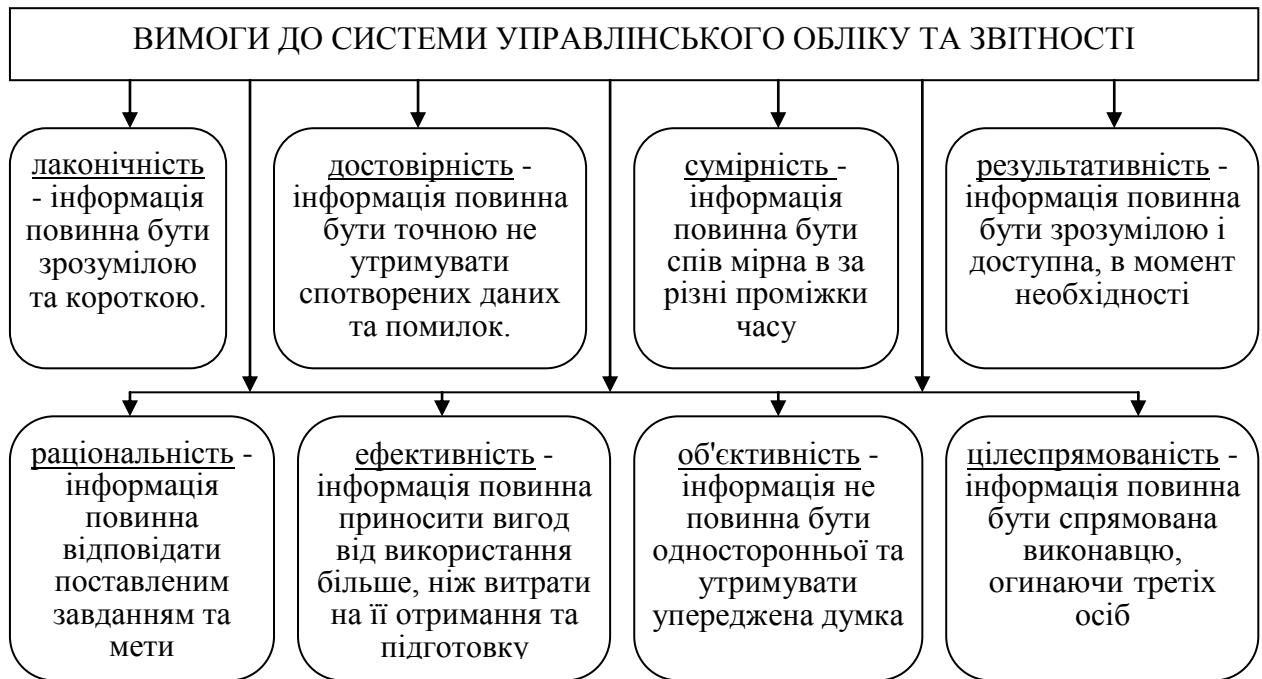 ВИМОГИ ДО СИСТЕМИ УПРАВЛІНСЬКОГО ОБЛІКУ ТА ЗВІТНОСТІ
лаконічність
- інформація
повинна бути
зрозумілою
та короткою.
достовірність -
інформація повинна
бути точною не
утримувати
спотворених даних
та помилок.
сумірність -
інформація
повинна бути
спів мірна в за
різні проміжки
часу
результативність -
інформація повинна
бути зрозумілою і
доступна, в момент
необхідності
раціональність -
інформація
повинна
відповідати
поставленим
завданням та
мети
ефективність -
інформація повинна
приносити вигод
від використання
більше, ніж витрати
на її отримання та
підготовку
об'єктивність -
інформація не
повинна бути
односторонньої та
утримувати
упереджена думка
цілеспрямованість -
інформація повинна
бути спрямована
виконавцю,
огинаючи третіх
осіб